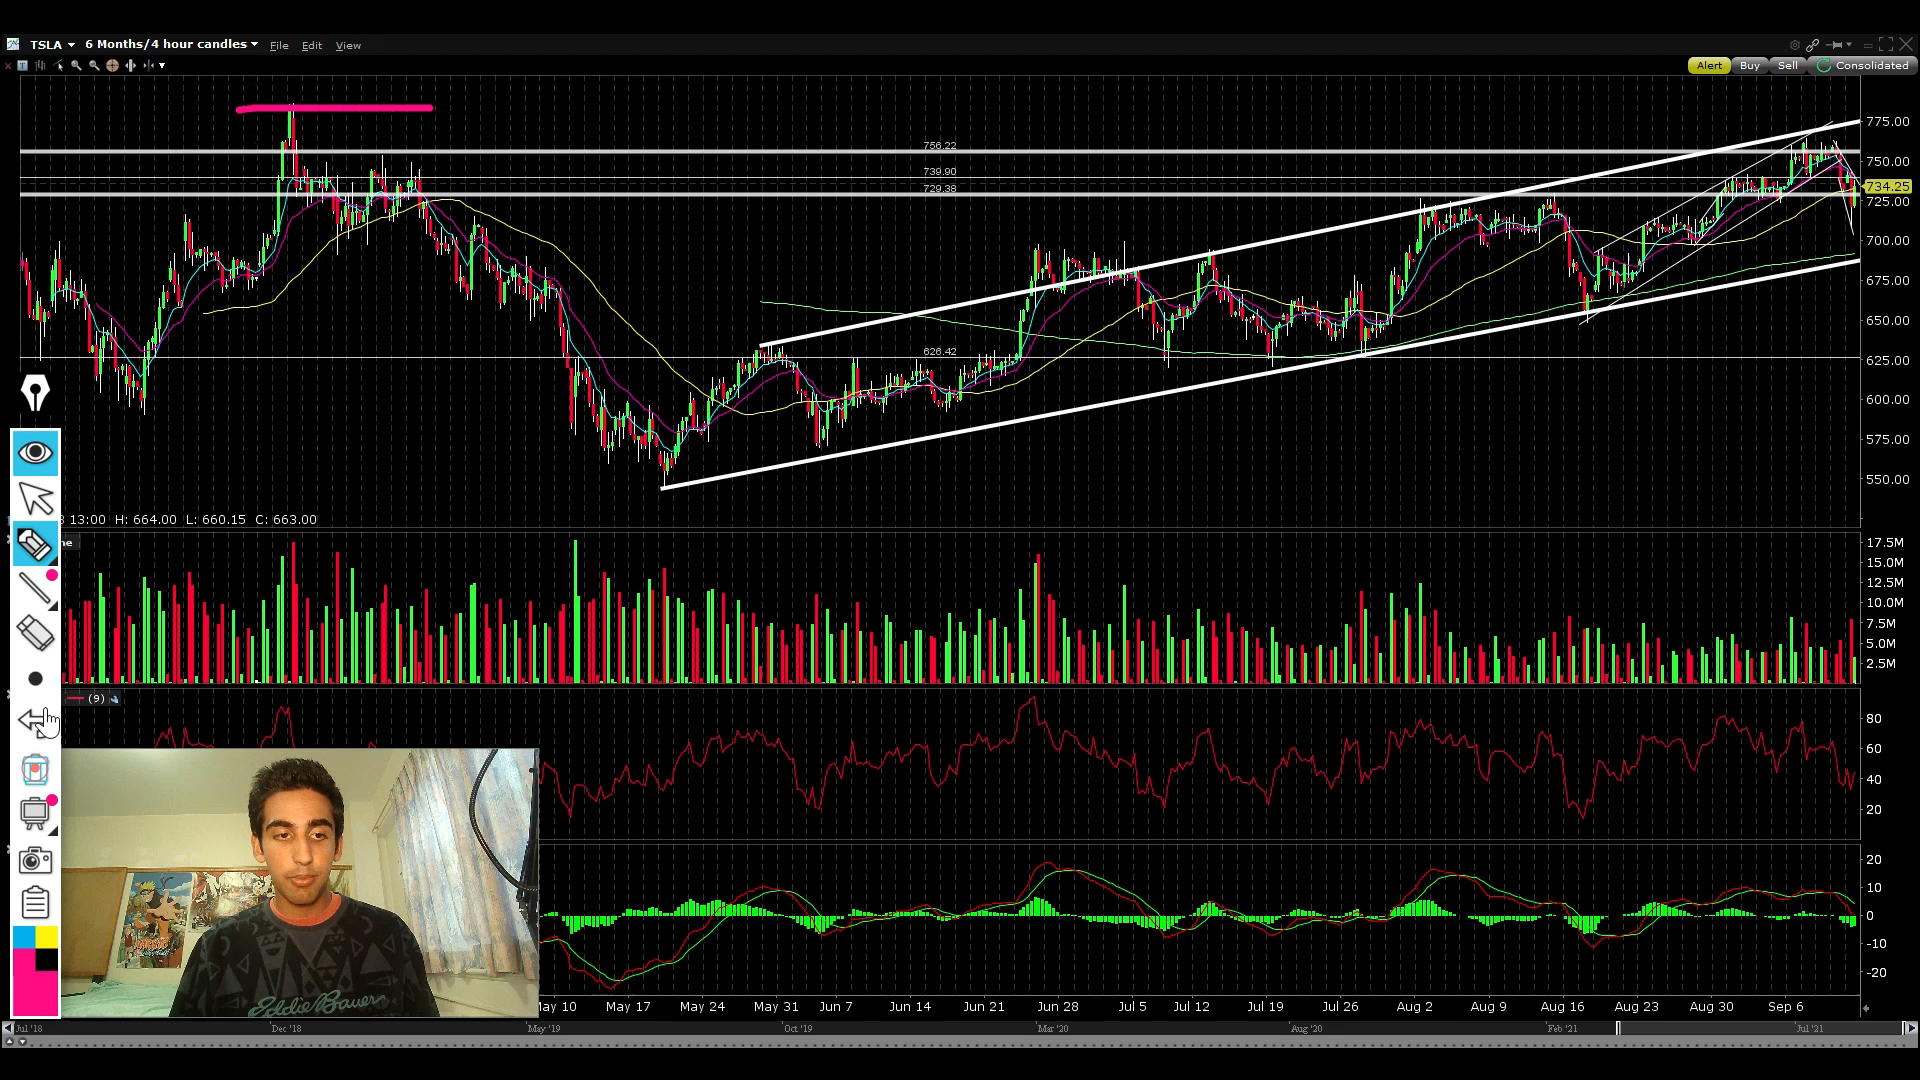 TSLA 6 Months/4 hour candles File Edit View
Alert Buy Sell Consolidated
775.00
756.22
750.00
739.90
734.25
729.38
725.00
700.00
675.00
650.00
626.42
625.00
600.00
575.00
550.00
13:00 H: 664.00 L: 660.15 C: 663.00
ne
17.5M
15.0M
12.5M
10.0M
7.5M
5.0M
2.5M
(9)
80
60
40
20
20
10
0
-10
-20
Eddie Bauer
May 10 May 17 May 24 May 31 Jun 7 Jun 14 Jun 21 Jun 28 Jul 5 Jul 12 Jul 19 Jul 26 Aug 2 Aug 9 Aug 16 Aug 23 Aug 30 Sep 6
Jul '18 Dec '18 May '19 Oct '19 Mar '20 Aug '20 Feb '21 Jul '21